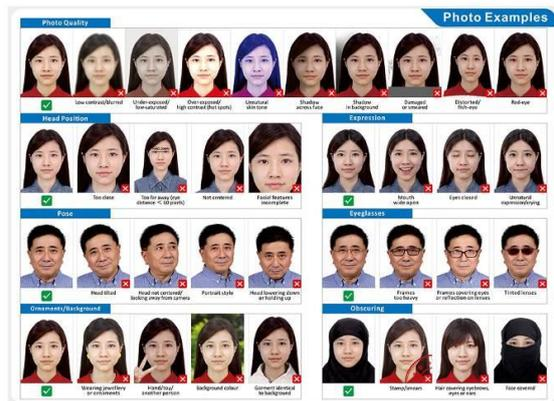 Photo Examples
Photo Quality
Low contrast/blurred
Under-exposed/
low-saturated
Over-exposed/
high contrast (hot spots)
Unnatural
skin tone
Shadow
across face
Shadow
in background
Damaged
or smeared
Distorted/
fish-eye
Red-eye
Head Position
Too close
Too far away (eye
distance < 60 pixels)
Not centered
Facial features
incomplete
Expression
Mouth
wide open
Eyes closed
Unnatural
expression/crying
Pose
Head tilted
Head not centered/
looking away from camera
Portrait style
Head lowering down
or holding up
Eyeglasses
Frames
too heavy
Frames covering eyes
or reflection on lenses
Tinted lenses
Ornaments/Background
Wearing jewellery
or ornaments
Hand/toy/
another person
Background colour
Garment identical
to background
Obscuring
Stamp/smears
Hair covering eyebrows,
eyes or ears
Face covered